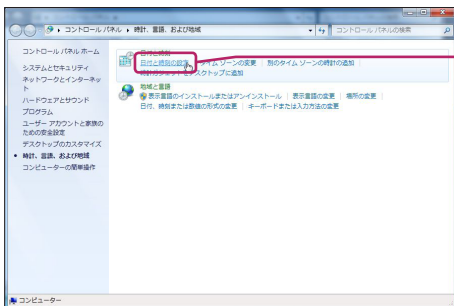 コントロール パネル ▸ 時計、言語、および地域
コントロール パネルの検索
コントロール パネル ホーム
システムとセキュリティ
ネットワークとインターネッ
ト
ハードウェアとサウンド
プログラム
ユーザー アカウントと家族の
ための安全設定
デスクトップのカスタマイズ
時計、言語、および地域
コンピューターの簡単操作
日付と時刻
日付と時刻の設定 タイム ゾーンの変更 別のタイム ゾーンの時計の追加
時計ガジェットをデスクトップに追加
地域と言語
表示言語のインストールまたはアンインストール 表示言語の変更 場所の変更
日付、時刻または数値の形式の変更 キーボードまたは入力方法の変更
コンピューター